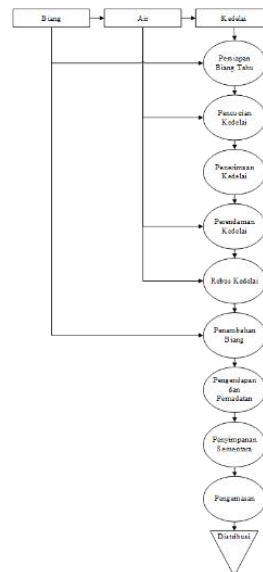 Biang
Air
Kedelai
Persiapan
Biang Tahu
Pencucian
Kedelai
Penerimaan
Kedelai
Perendaman
Kedelai
Rebus Kedelai
Penambahan
Biang
Pengendapan
dan
Pemadatan
Penyimpanan
Sementara
Pengemasan
Distribusi